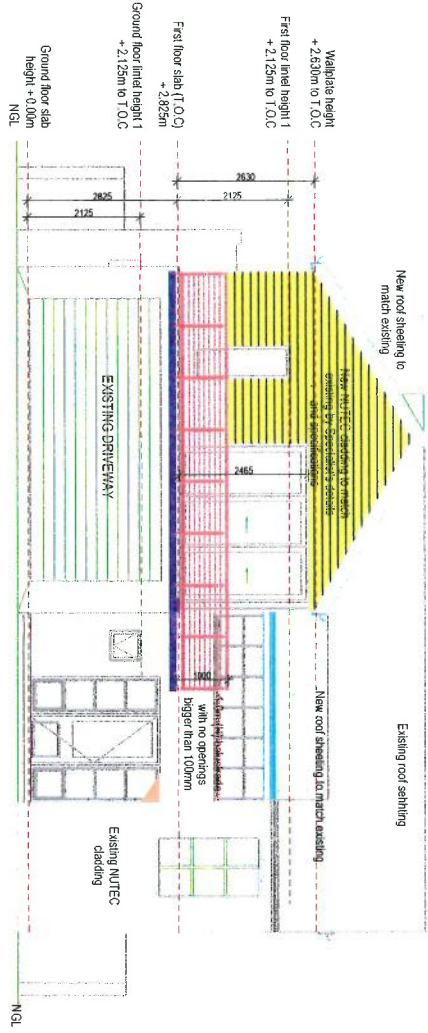 Wallplate height
+ 2.630m to T.O.C
First floor lintel height 1
+ 2.125m to T.O.C
First floor slab (T.O.C)
+ 2.825m
Ground floor lintel height 1
+ 2.125m to T.O.C
Ground floor slab
height + 0.00m
NGL
2630
2125
2825
2125
New roof sheeting to
match existing
New NUTEC cladding to match
existing by Specialist's details
and specifications
2465
EXISTING DRIVEWAY
1000
with no openings
bigger than 100mm
New roof sheeting to match existing
Existing roof sehhting
Existing NUTEC
cladding
NGL